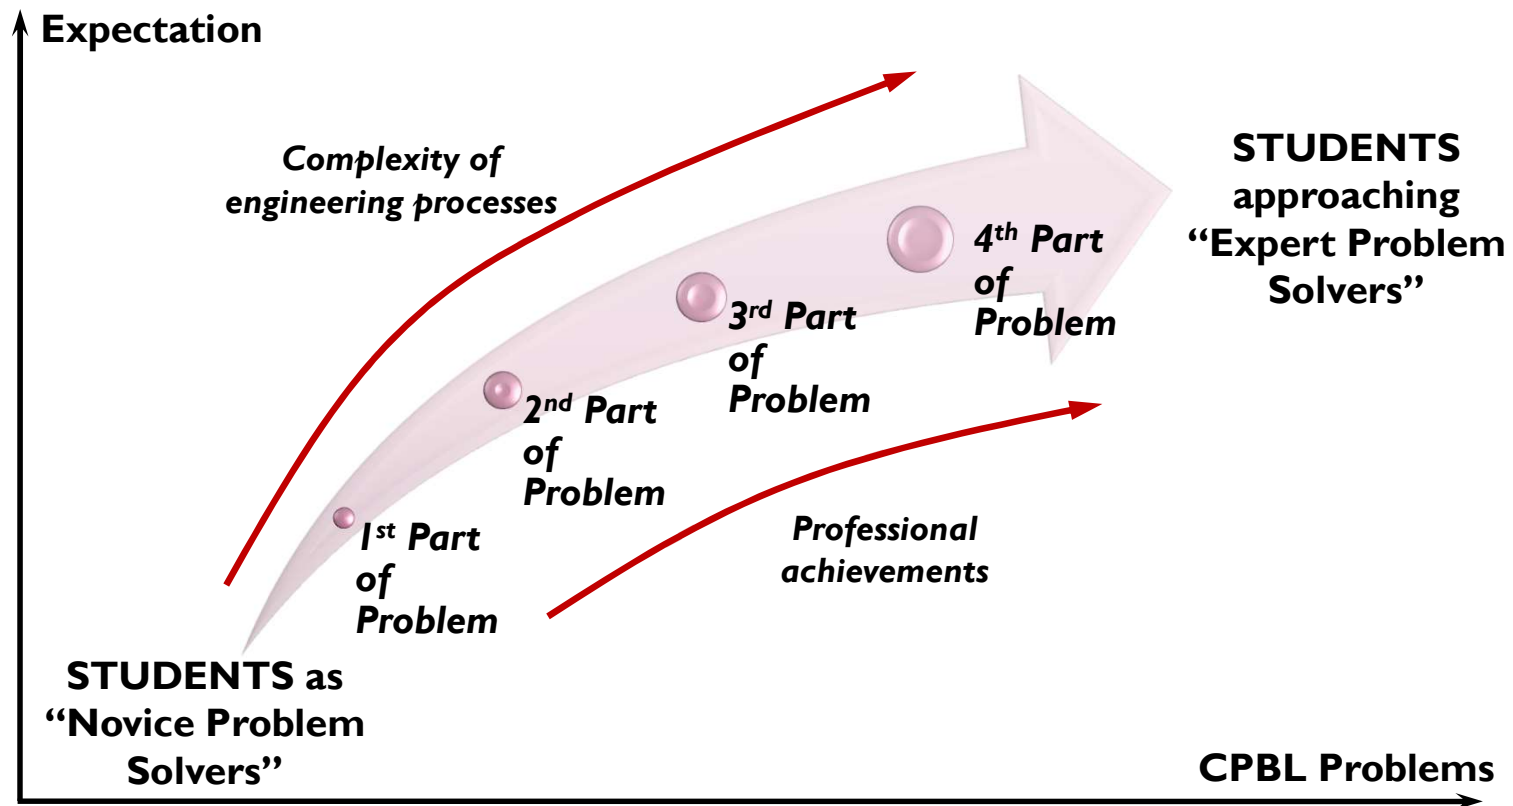 Expectation
Complexity of
engineering processes
STUDENTS
approaching
“Expert Problem
Solvers”
4th Part
of
Problem
3rd Part
of
Problem
2nd Part
of
Problem
1st Part
of
Problem
Professional
achievements
STUDENTS as
“Novice Problem
Solvers”
CPBL Problems